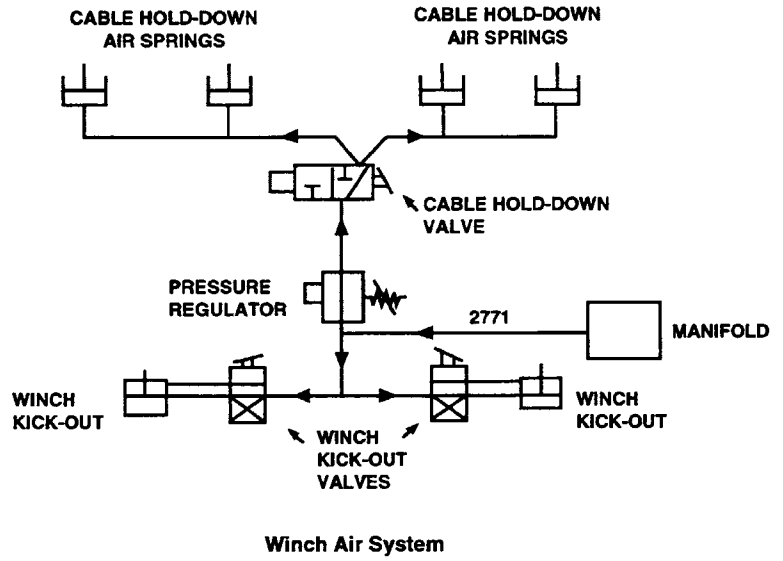 CABLE HOLD-DOWN
AIR SPRINGS
CABLE HOLD-DOWN
AIR SPRINGS
CABLE HOLD-DOWN
VALVE
PRESSURE
REGULATOR
2771
MANIFOLD
WINCH
KICK-OUT
WINCH
KICK-OUT
VALVES
WINCH
KICK-OUT
Winch Air System